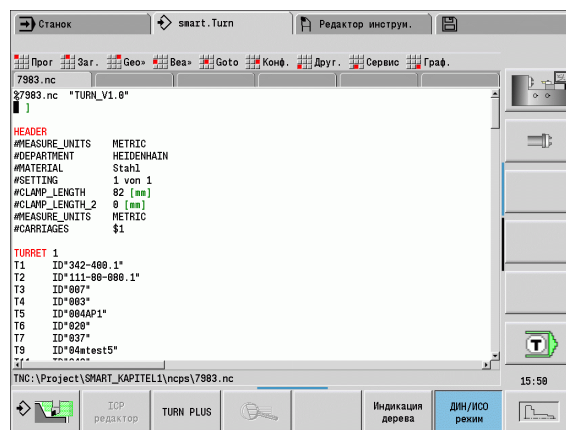 Станок smart.Turn Редактор инструм.
Прог Заг. Geo» Bea» Goto Конф. Друг. Сервис Граф.
7983.nc
%7983.nc "TURN_V1.0"
[ ]
HEADER
#MEASURE_UNITS METRIC
#DEPARTMENT HEIDENHAIN
#MATERIAL Stahl
#SETTING 1 von 1
#CLAMP_LENGTH 82 [mm]
#CLAMP_LENGTH_2 0 [mm]
#MEASURE_UNITS METRIC
#CARRIAGES $1
TURRET 1
T1 ID"342-400.1"
T2 ID"111-80-080.1"
T3 ID"007"
T4 ID"003"
T5 ID"004AP1"
T6 ID"020"
T7 ID"037"
T9 ID"04mtest5"
TNC:\Project\SMART_KAPITEL1\ncps\7983.nc
T
15:50
ICP редактор
TURN PLUS
Индикация дерева
ДИН/ИСО режим